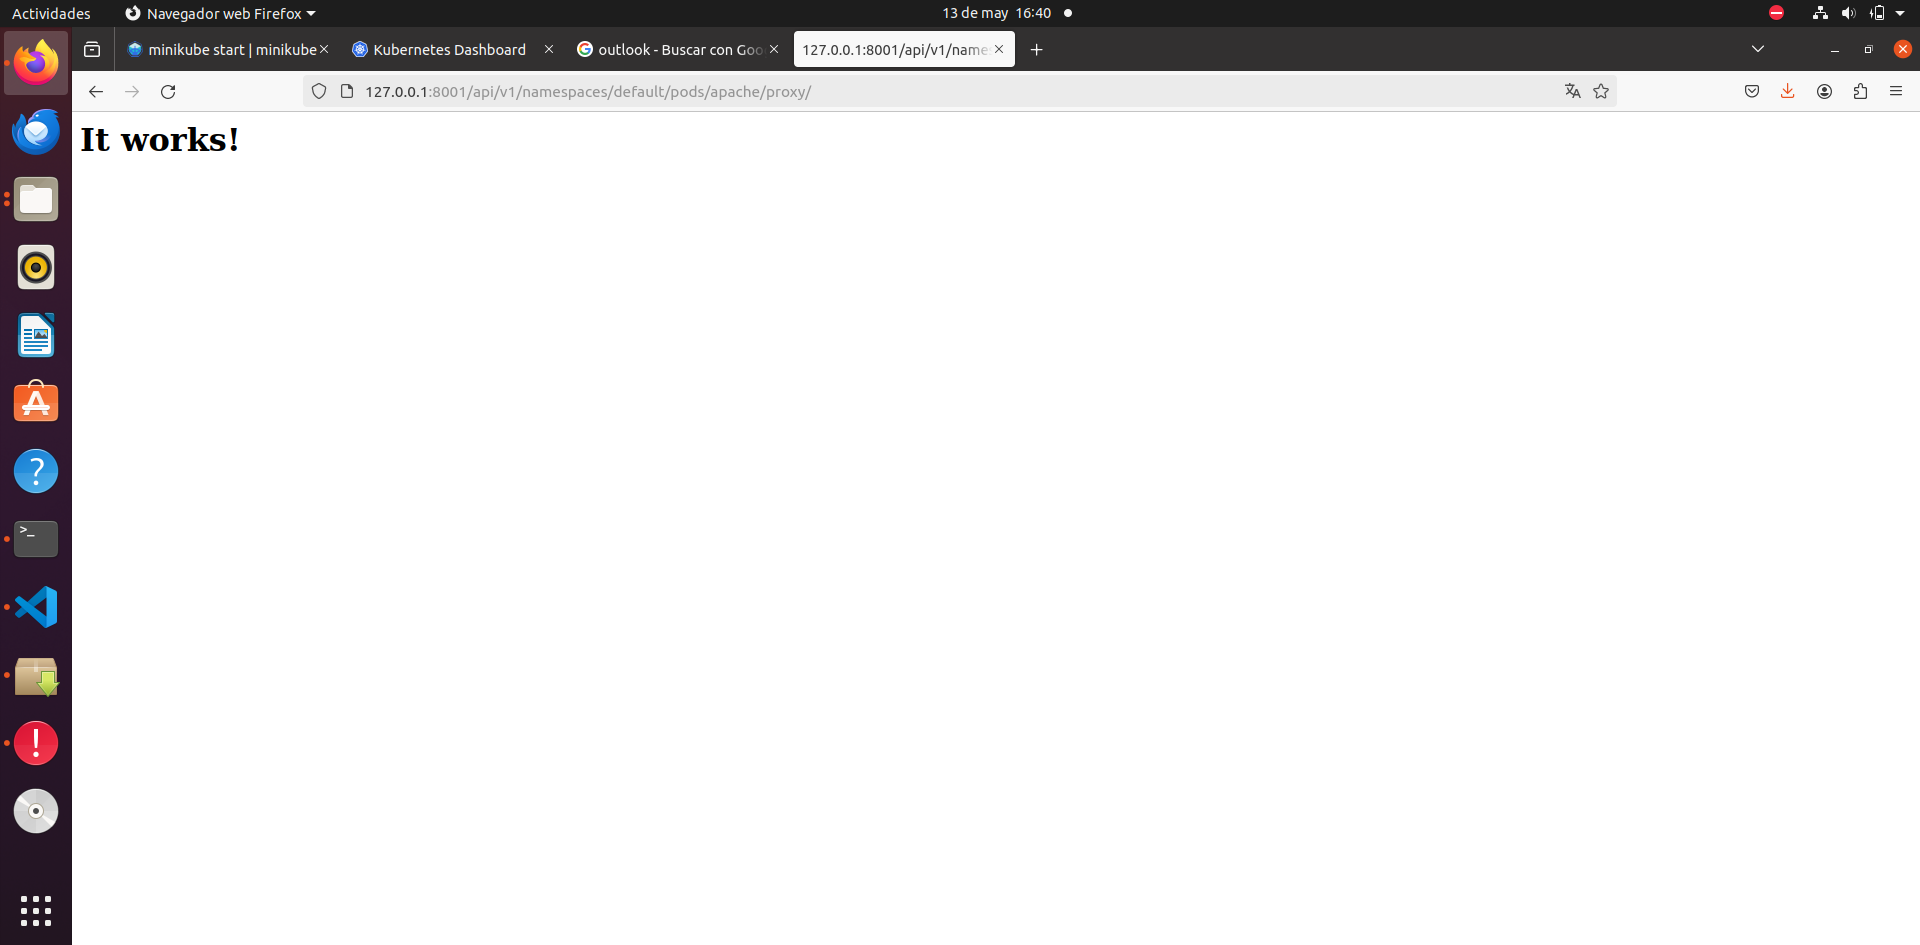 Actividades
Navegador web Firefox
13 de may 16:40
minikube start | minikube
Kubernetes Dashboard
outlook - Buscar con Goo
127.0.0.1:8001/api/v1/name
127.0.0.1:8001/api/v1/namespaces/default/pods/apache/proxy/
It works!